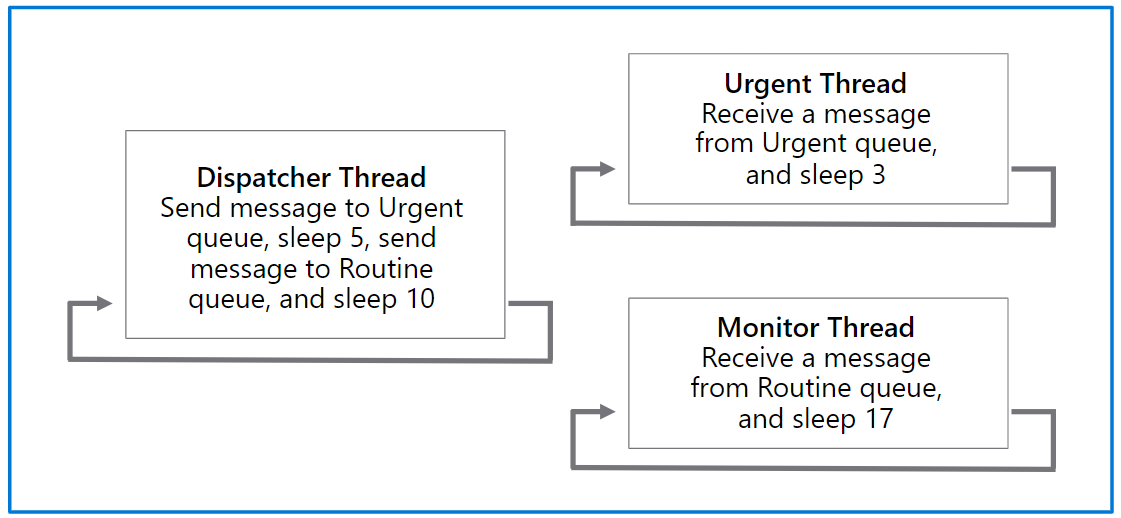 Dispatcher Thread
Send message to Urgent
queue, sleep 5, send
message to Routine
queue, and sleep 10
Urgent Thread
Receive a message
from Urgent queue,
and sleep 3
Monitor Thread
Receive a message
from Routine queue,
and sleep 17